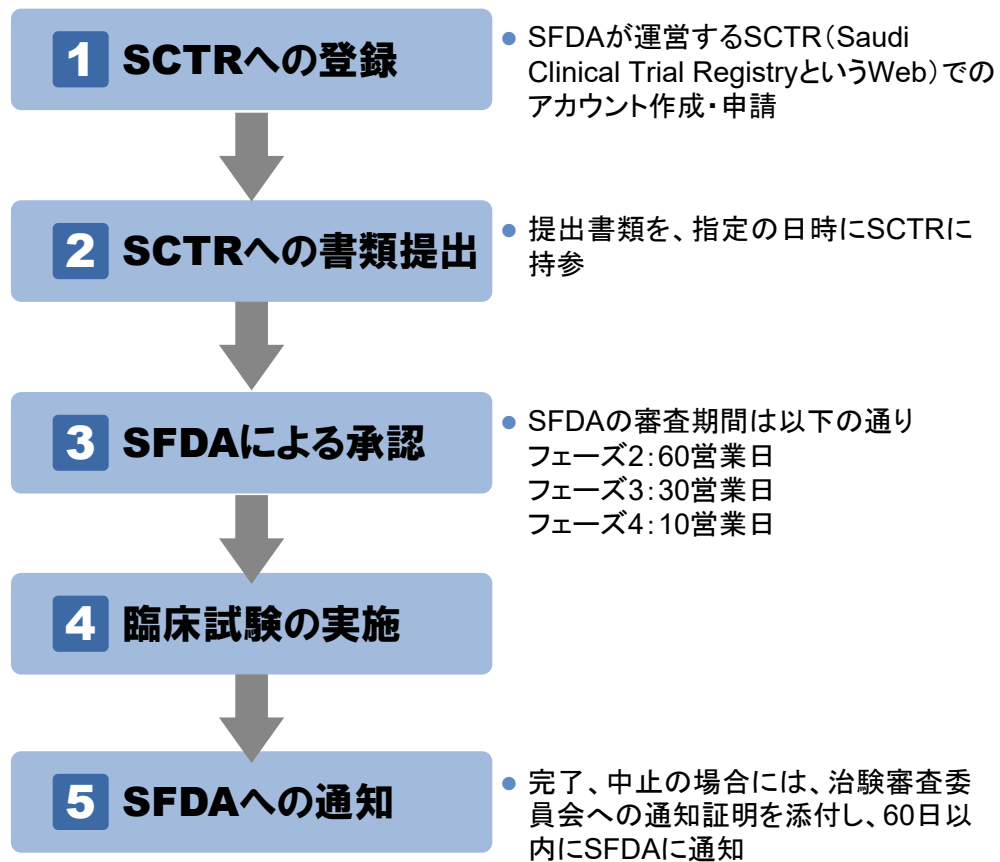 1 SCTRへの登録
● SFDAが運営するSCTR（Saudi
Clinical Trial RegistryというWeb）での
アカウント作成・申請
2 SCTRへの書類提出
● 提出書類を、指定の日時にSCTRに
持参
3 SFDAによる承認
● SFDAの審査期間は以下の通り
フェーズ2：60営業日
フェーズ3：30営業日
フェーズ4：10営業日
4 臨床試験の実施
5 SFDAへの通知
● 完了、中止の場合には、治験審査委
員会への通知証明を添付し、60日以
内にSFDAに通知